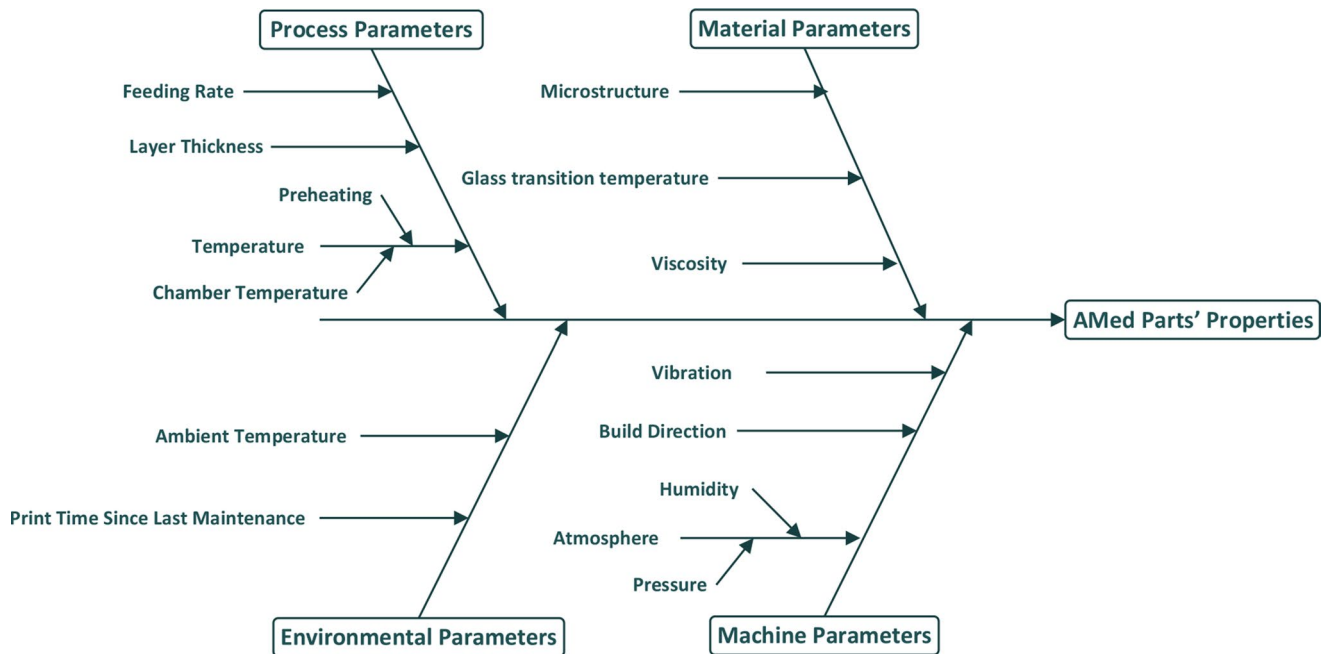 Process Parameters
Material Parameters
Feeding Rate
Microstructure
Layer Thickness
Glass transition temperature
Preheating
Temperature
Viscosity
Chamber Temperature
AMed Parts’ Properties
Vibration
Ambient Temperature
Build Direction
Humidity
Print Time Since Last Maintenance
Atmosphere
Pressure
Environmental Parameters
Machine Parameters